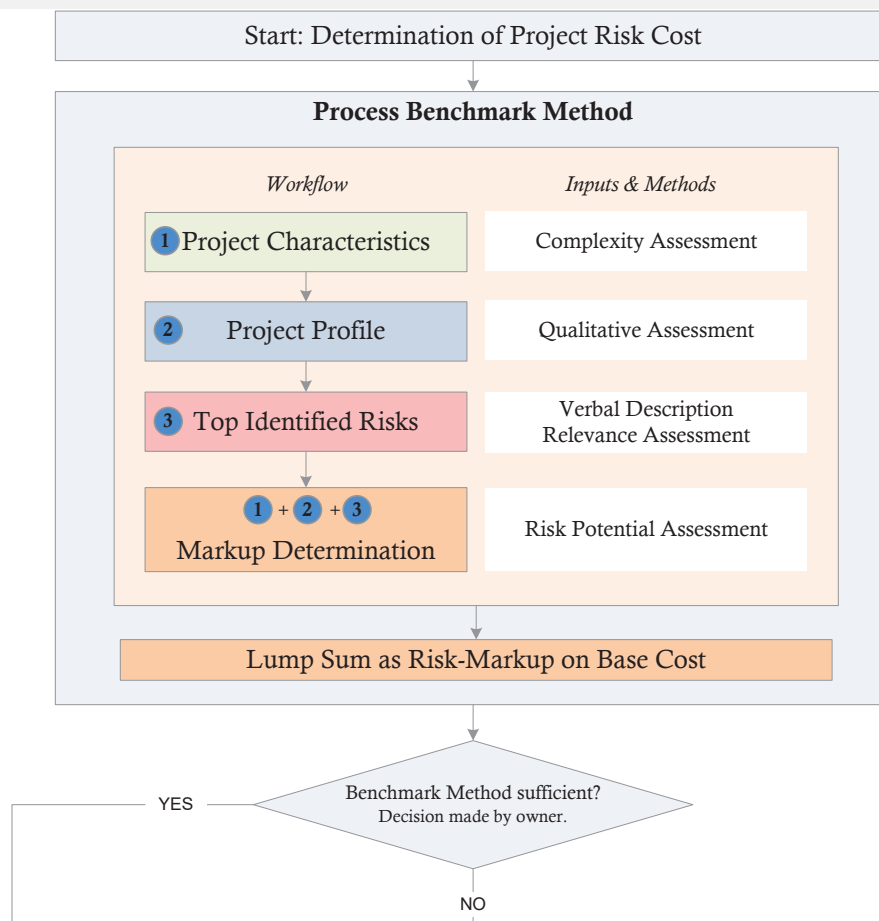 Start: Determination of Project Risk Cost
Process Benchmark Method
Workflow
Inputs & Methods
1 Project Characteristics
Complexity Assessment
2 Project Profile
Qualitative Assessment
3 Top Identified Risks
Verbal Description
Relevance Assessment
1 + 2 + 3
Markup Determination
Risk Potential Assessment
Lump Sum as Risk-Markup on Base Cost
Benchmark Method sufficient?
Decision made by owner.
YES
NO